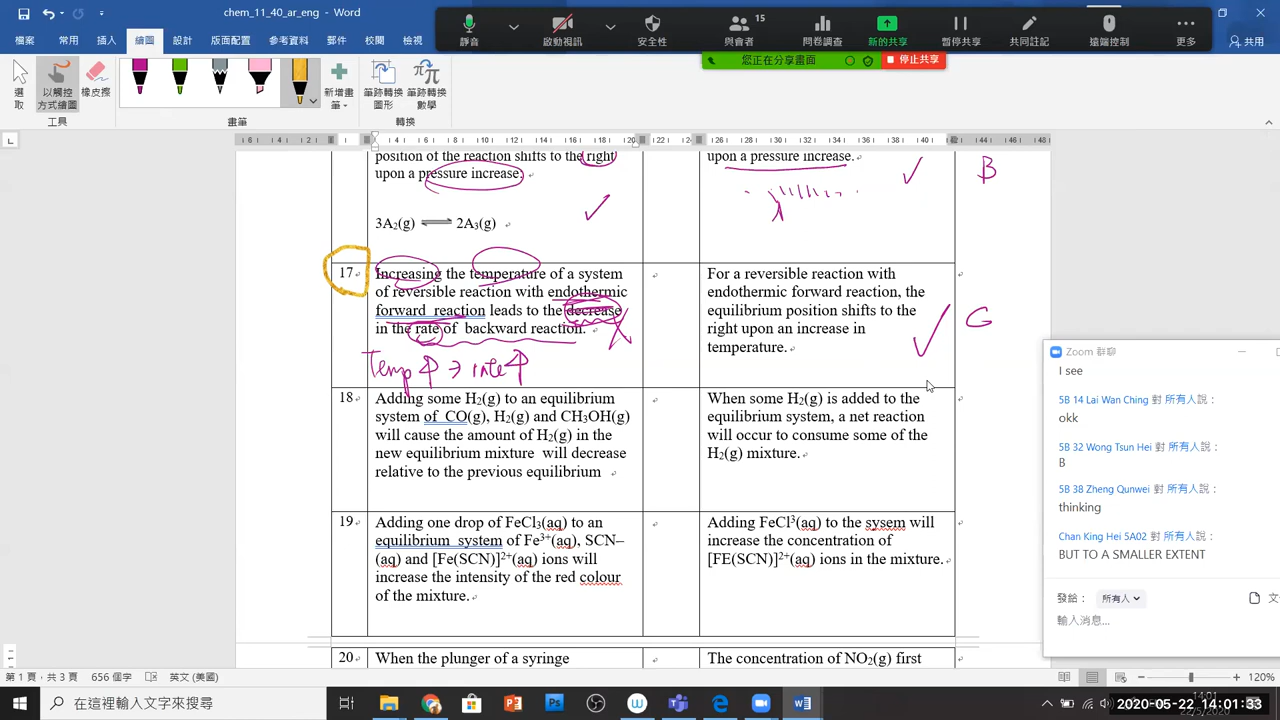 chem_11_40_ar_eng - Word
15
靜音
啟動視訊
安全性
與會者
問卷調查
新的共享
暫停共享
共同註記
遠端控制
更多
您正在分享畫面
停止共享
檔案
常用
插入
繪圖
設計
版面配置
參考資料
郵件
校閱
檢視
共用
選取
以觸控方式繪圖
橡皮擦
新增畫筆
筆跡轉換圖形
筆跡轉換數學
工具
畫筆
轉換
position of the reaction shifts to the right
upon a pressure increase.
3A₂(g) ⇌ 2A₃(g)
upon a pressure increase.
B
17
Increasing the temperature of a system
of reversible reaction with endothermic
forward reaction leads to the decrease
in the rate of backward reaction.
Temp ↑ → rate ↑
For a reversible reaction with
endothermic forward reaction, the
equilibrium position shifts to the
right upon an increase in
temperature.
18
Adding some H₂(g) to an equilibrium
system of CO(g), H₂(g) and CH₃OH(g)
will cause the amount of H₂(g) in the
new equilibrium mixture will decrease
relative to the previous equilibrium
When some H₂(g) is added to the
equilibrium system, a net reaction
will occur to consume some of the
H₂(g) mixture.
19
Adding one drop of FeCl₃(aq) to an
equilibrium system of Fe³⁺(aq), SCN–
(aq) and [Fe(SCN)]²⁺(aq) ions will
increase the intensity of the red colour
of the mixture.
Adding FeCl³(aq) to the sysem will
increase the concentration of
[FE(SCN)]²⁺(aq) ions in the mixture.
20
When the plunger of a syringe
The concentration of NO₂(g) first
Zoom 群聊
I see
5B 14 Lai Wan Ching 對 所有人說：
okk
5B 32 Wong Tsun Hei 對 所有人說：
B
5B 38 Zheng Qunwei 對 所有人說：
thinking
Chan King Hei 5A02 對 所有人說：
BUT TO A SMALLER EXTENT
發給： 所有人
輸入消息...
第 1 頁，共 3 頁
656 個字
英文 (美國)
120%
在這裡輸入文字來搜尋
2020-05-22 14:01:33